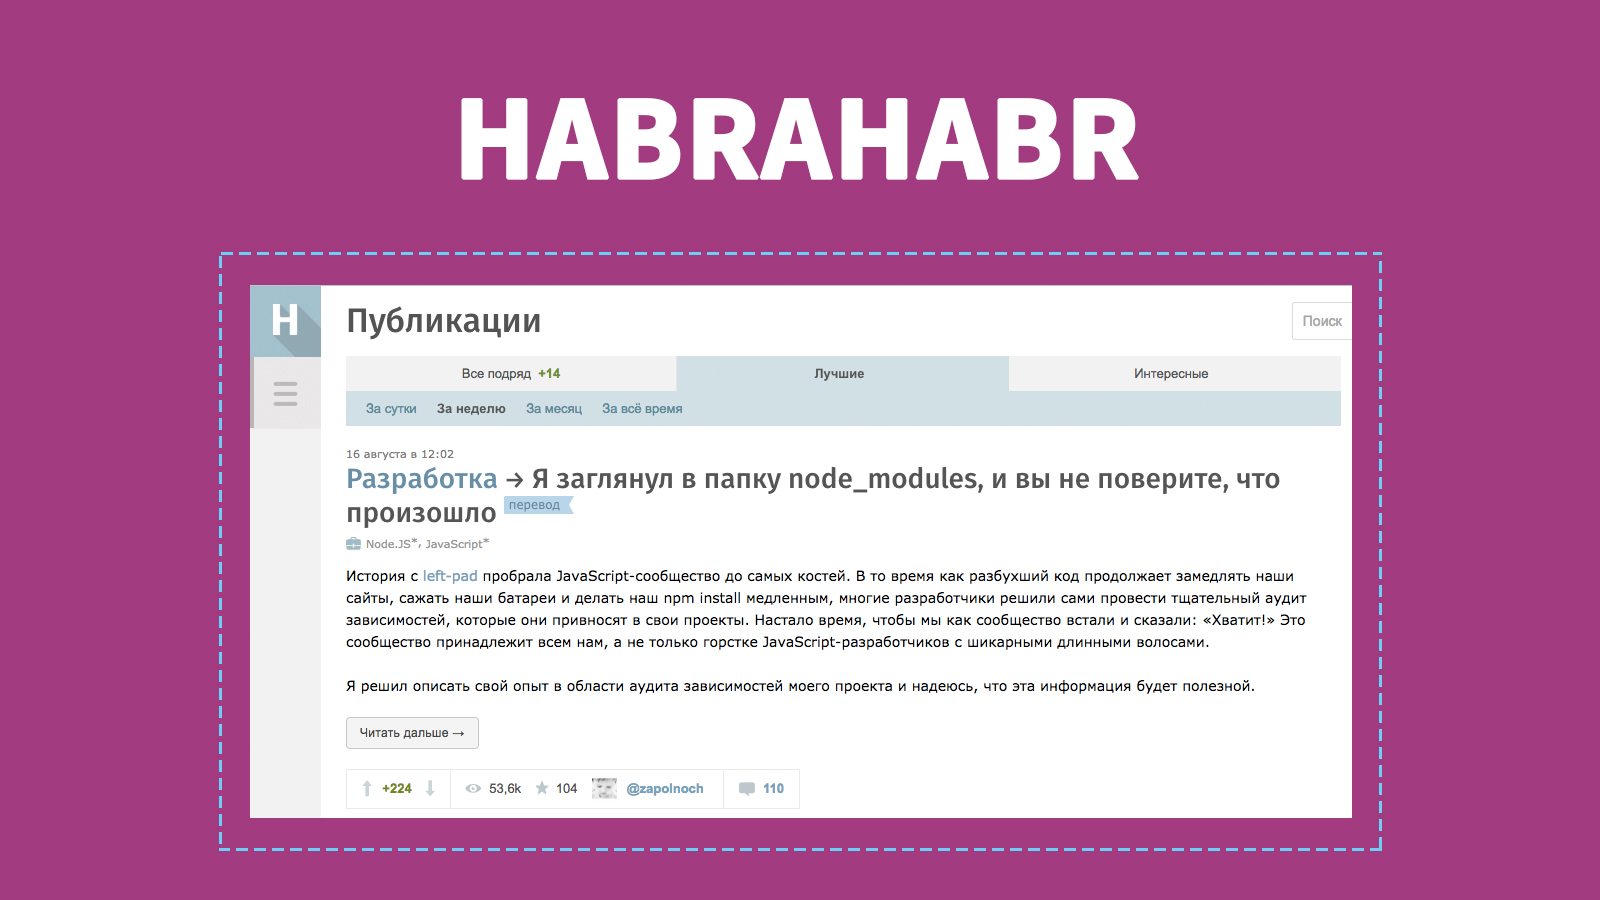 HABRAHABR
H
Публикации
Поиск
Все подряд +14
Лучшие
Интересные
За сутки За неделю За месяц За всё время
16 августа в 12:02
Разработка → Я заглянул в папку node_modules, и вы не поверите, что
произошло перевод
Node.JS*, JavaScript*
История с left-pad пробрала JavaScript-сообщество до самых костей. В то время как разбухший код продолжает замедлять наши
сайты, сажать наши батареи и делать наш npm install медленным, многие разработчики решили сами провести тщательный аудит
зависимостей, которые они привносят в свои проекты. Настало время, чтобы мы как сообщество встали и сказали: «Хватит!» Это
сообщество принадлежит всем нам, а не только горстке JavaScript-разработчиков с шикарными длинными волосами.
Я решил описать свой опыт в области аудита зависимостей моего проекта и надеюсь, что эта информация будет полезной.
Читать дальше →
+224 53,6k 104 @zapolnoch 110